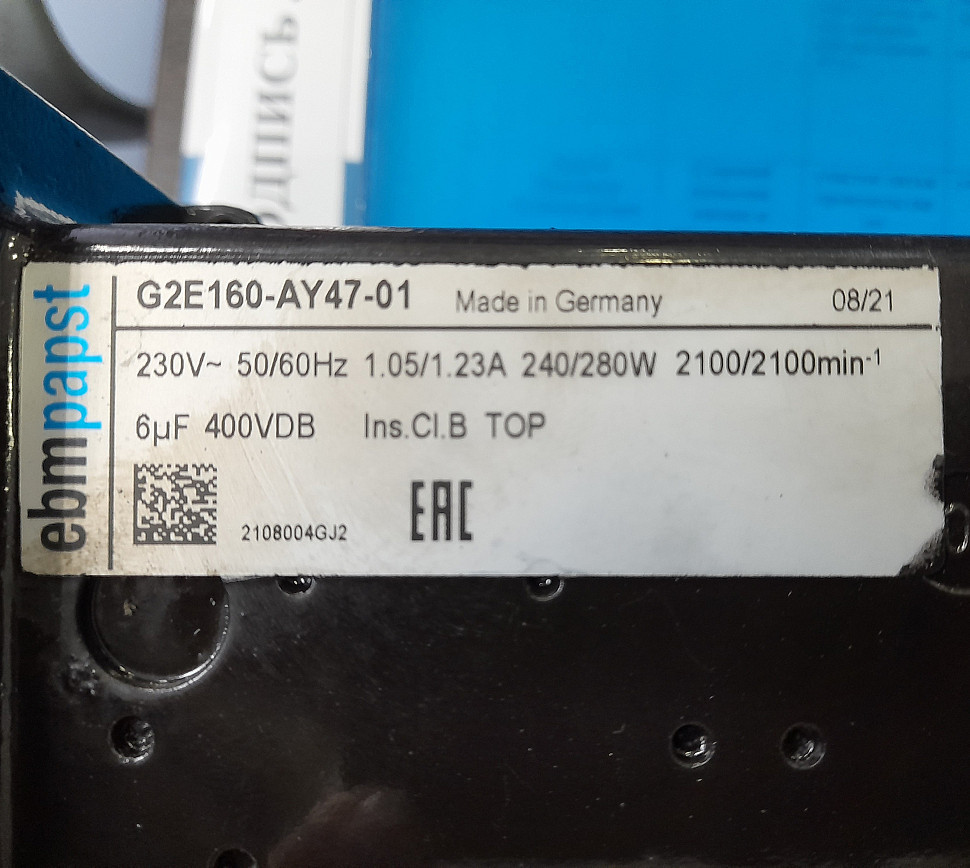 ОДПИСЬ
ebmpapst
G2E160-AY47-01 Made in Germany 08/21
230V~ 50/60Hz 1.05/1.23A 240/280W 2100/2100min⁻¹
6µF 400VDB Ins.Cl.B TOP
2108004GJ2
EAC